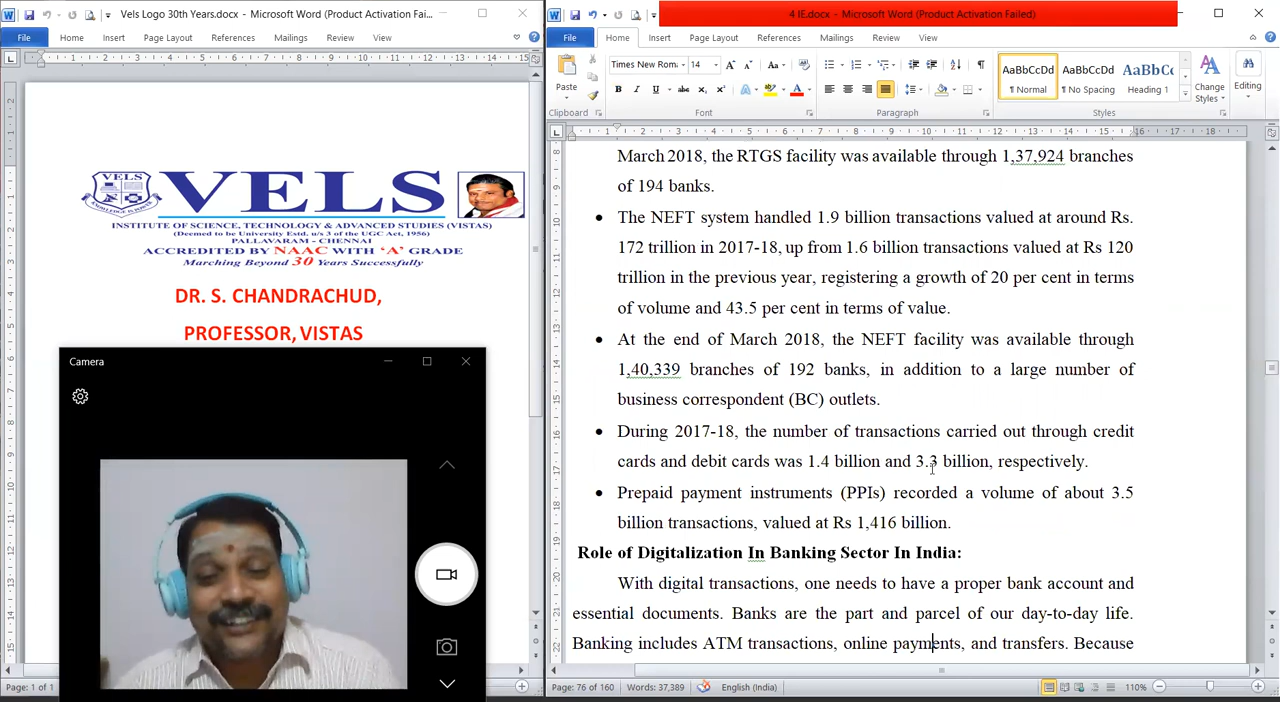 Vels Logo 30th Years.docx - Microsoft Word (Product Activation Fai...
File Home Insert Page Layout References Mailings Review View
VELS
VELS
INSTITUTE OF SCIENCE, TECHNOLOGY & ADVANCED STUDIES (VISTAS)
(Deemed to be University Estd. u/s 3 of the UGC Act, 1956)
PALLAVARAM - CHENNAI
ACCREDITED BY NAAC WITH ‘A’ GRADE
Marching Beyond 30 Years Successfully
DR. S. CHANDRACHUD,
PROFESSOR, VISTAS
Camera
Page: 1 of 1
4 IE.docx - Microsoft Word (Product Activation Failed)
File Home Insert Page Layout References Mailings Review View
Times New Rom 14
Paste
Clipboard
Font
Paragraph
AaBbCcDd AaBbCcDd AaBbCc
¶ Normal ¶ No Spacing Heading 1
Change
Styles
Editing
Styles
March 2018, the RTGS facility was available through 1,37,924 branches
of 194 banks.
• The NEFT system handled 1.9 billion transactions valued at around Rs.
172 trillion in 2017-18, up from 1.6 billion transactions valued at Rs 120
trillion in the previous year, registering a growth of 20 per cent in terms
of volume and 43.5 per cent in terms of value.
• At the end of March 2018, the NEFT facility was available through
1,40,339 branches of 192 banks, in addition to a large number of
business correspondent (BC) outlets.
• During 2017-18, the number of transactions carried out through credit
cards and debit cards was 1.4 billion and 3.3 billion, respectively.
• Prepaid payment instruments (PPIs) recorded a volume of about 3.5
billion transactions, valued at Rs 1,416 billion.
Role of Digitalization In Banking Sector In India:
With digital transactions, one needs to have a proper bank account and
essential documents. Banks are the part and parcel of our day-to-day life.
Banking includes ATM transactions, online payments, and transfers. Because
Page: 76 of 160 Words: 37,389 English (India) 110%